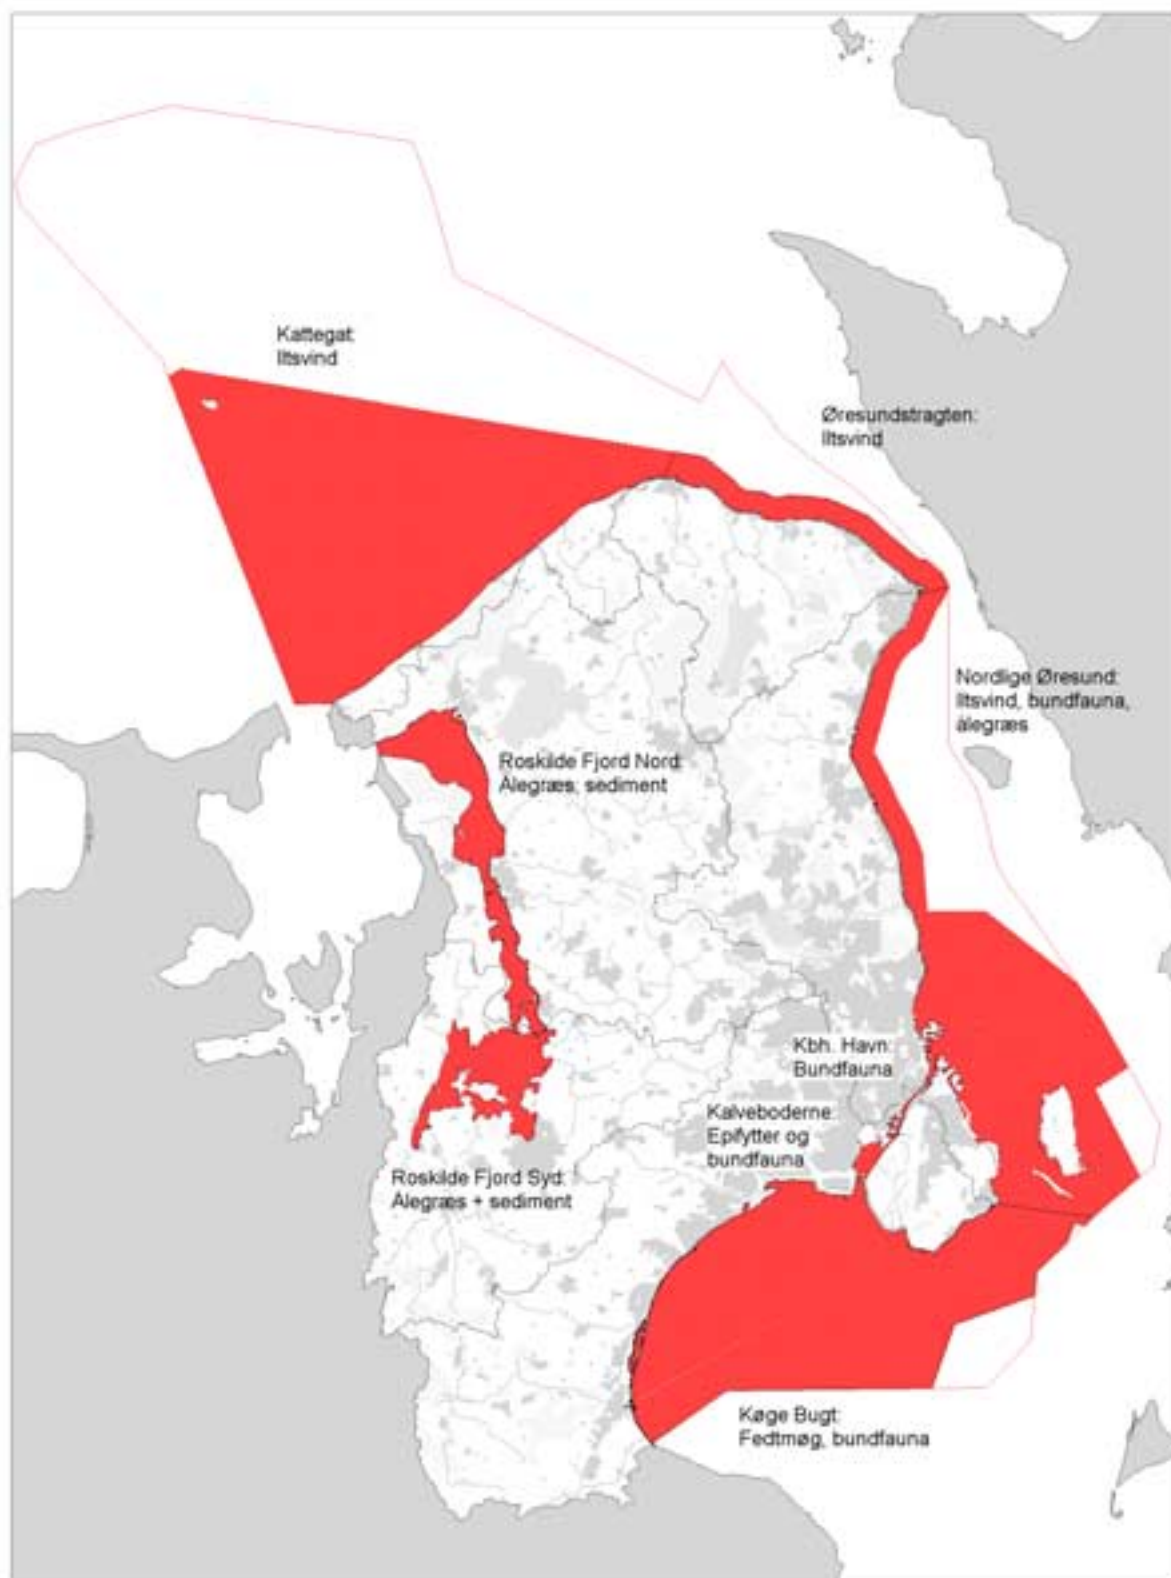 Kattegat:
Iltsvind
Øresundstragten:
Iltsvind
Nordlige Øresund:
Iltsvind, bundfauna,
ålegræs
Roskilde Fjord Nord:
Ålegræs; sediment
Kbh. Havn:
Bundfauna
Kalveboderne:
Epifytter og
bundfauna
Roskilde Fjord Syd:
Ålegræs + sediment
Køge Bugt:
Fedtmøg, bundfauna